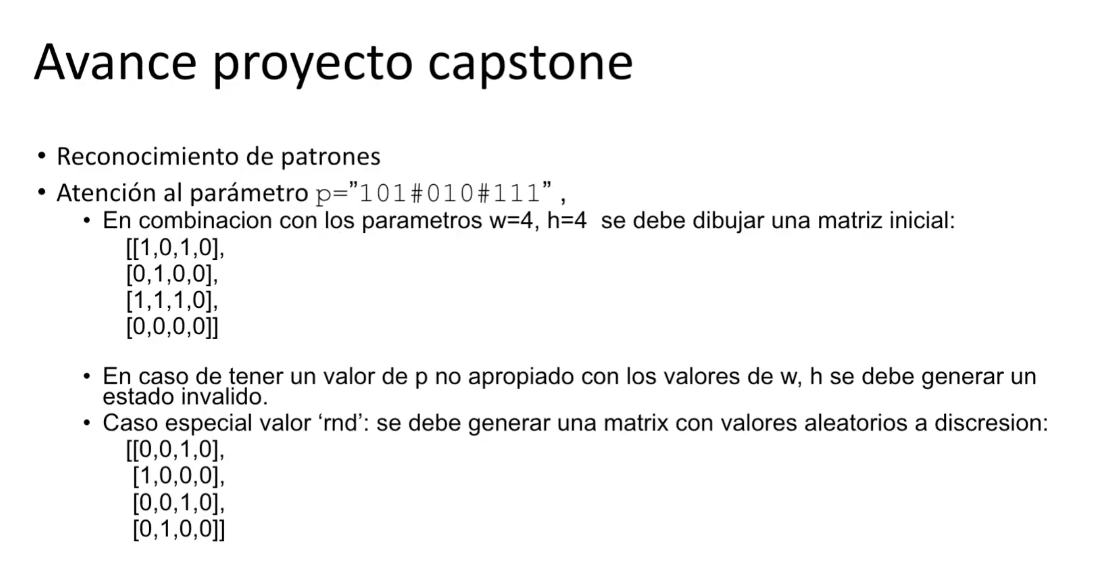 Avance proyecto capstone
• Reconocimiento de patrones
• Atención al parámetro p=”101#010#111” ,
• En combinacion con los parametros w=4, h=4 se debe dibujar una matriz inicial:
[[1,0,1,0],
[0,1,0,0],
[1,1,1,0],
[0,0,0,0]]
• En caso de tener un valor de p no apropiado con los valores de w, h se debe generar un
estado invalido.
• Caso especial valor ‘rnd’: se debe generar una matrix con valores aleatorios a discresion:
[[0,0,1,0],
[1,0,0,0],
[0,0,1,0],
[0,1,0,0]]